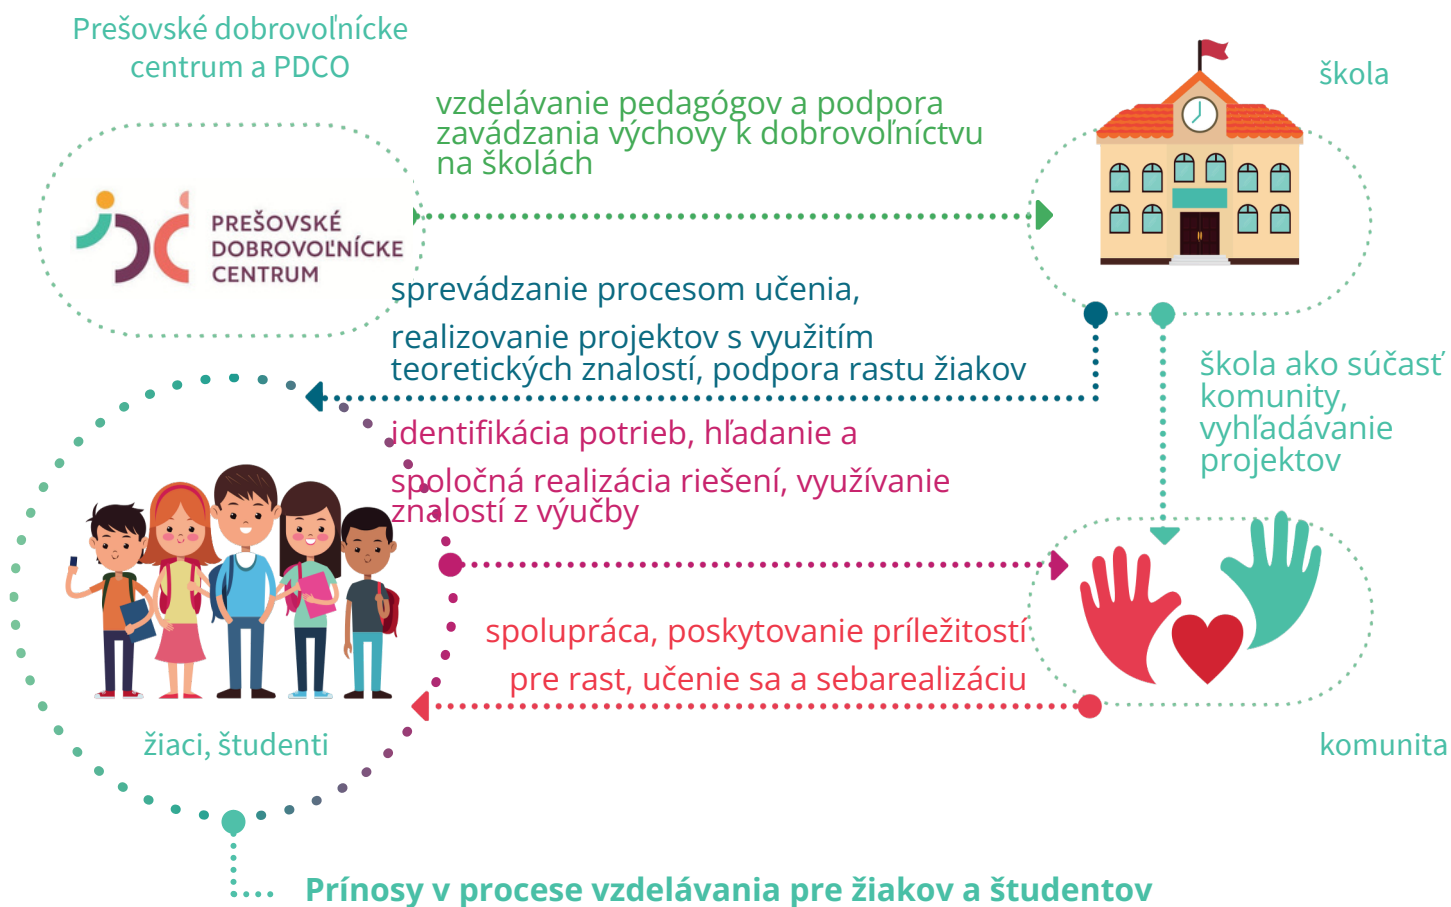 Prešovské dobrovoľnícke
centrum a PDCO
škola
vzdelávanie pedagógov a podpora
zavádzania výchovy k dobrovoľníctvu
na školách
PREŠOVSKÉ
DOBROVOĽNÍCKE
CENTRUM
sprevádzanie procesom učenia,
realizovanie projektov s využitím
teoretických znalostí, podpora rastu žiakov
škola ako súčasť
komunity,
vyhľadávanie
projektov
identifikácia potrieb, hľadanie a
spoločná realizácia riešení, využívanie
znalostí z výučby
spolupráca, poskytovanie príležitostí
pre rast, učenie sa a sebarealizáciu
žiaci, študenti
komunita
Prínosy v procese vzdelávania pre žiakov a študentov